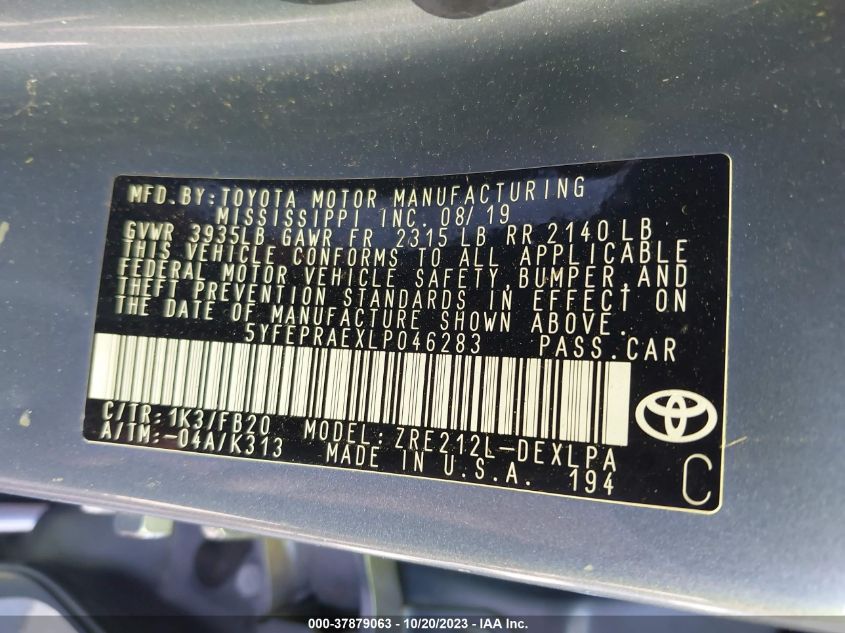 MFD.BY:TOYOTA MOTOR MANUFACTURING
MISSISSIPPI INC. 08/19
GVWR 3935LB GAWR FR 2315 LB RR 2140 LB
THIS VEHICLE CONFORMS TO ALL APPLICABLE
FEDERAL MOTOR VEHICLE SAFETY,BUMPER,AND
THEFT PREVENTION STANDARDS IN EFFECT ON
THE DATE OF MANUFACTURE SHOWN ABOVE.
5YFEPRAEXLP046283 PASS.CAR
C/TR:1K3/FB20 MODEL:ZRE212L-DEXLPA
A/TM:-04A/K313 MADE IN U.S.A. 194
C
000-37879063 - 10/20/2023 - IAA Inc.